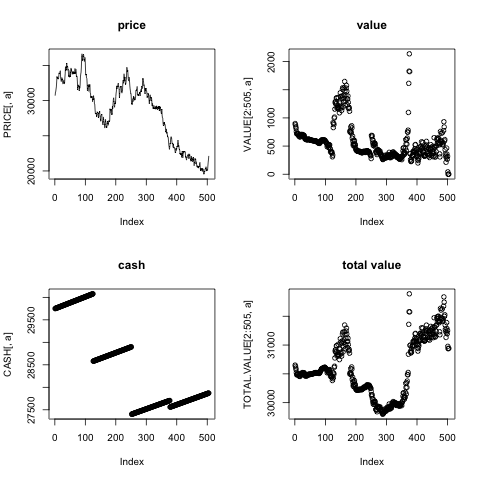 price
PRICE[, a]
20000
30000
0 100 200 300 400 500
Index
value
VALUE[2:505, a]
0
500
1000
2000
0 100 200 300 400 500
Index
cash
CASH[, a]
27500
28500
29500
0 100 200 300 400 500
Index
total value
TOTAL.VALUE[2:505, a]
30000
31000
0 100 200 300 400 500
Index